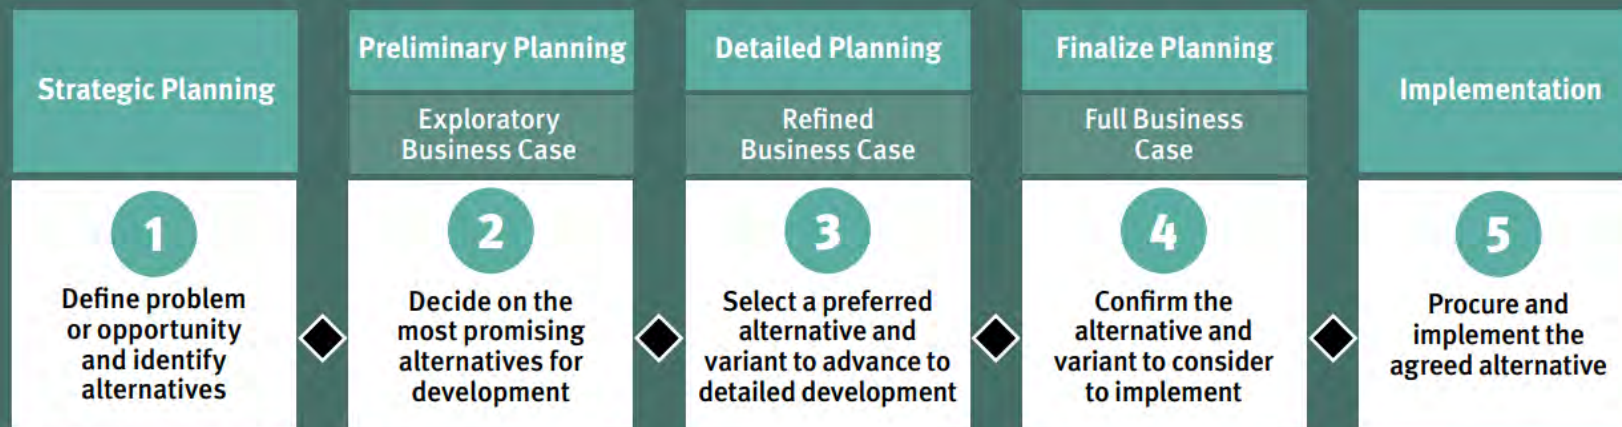 Strategic Planning
1
Define problem
or opportunity
and identify
alternatives
Preliminary Planning
Exploratory
Business Case
2
Decide on the
most promising
alternatives for
development
Detailed Planning
Refined
Business Case
3
Select a preferred
alternative and
variant to advance to
detailed development
Finalize Planning
Full Business
Case
4
Confirm the
alternative and
variant to consider
to implement
Implementation
5
Procure and
implement the
agreed alternative